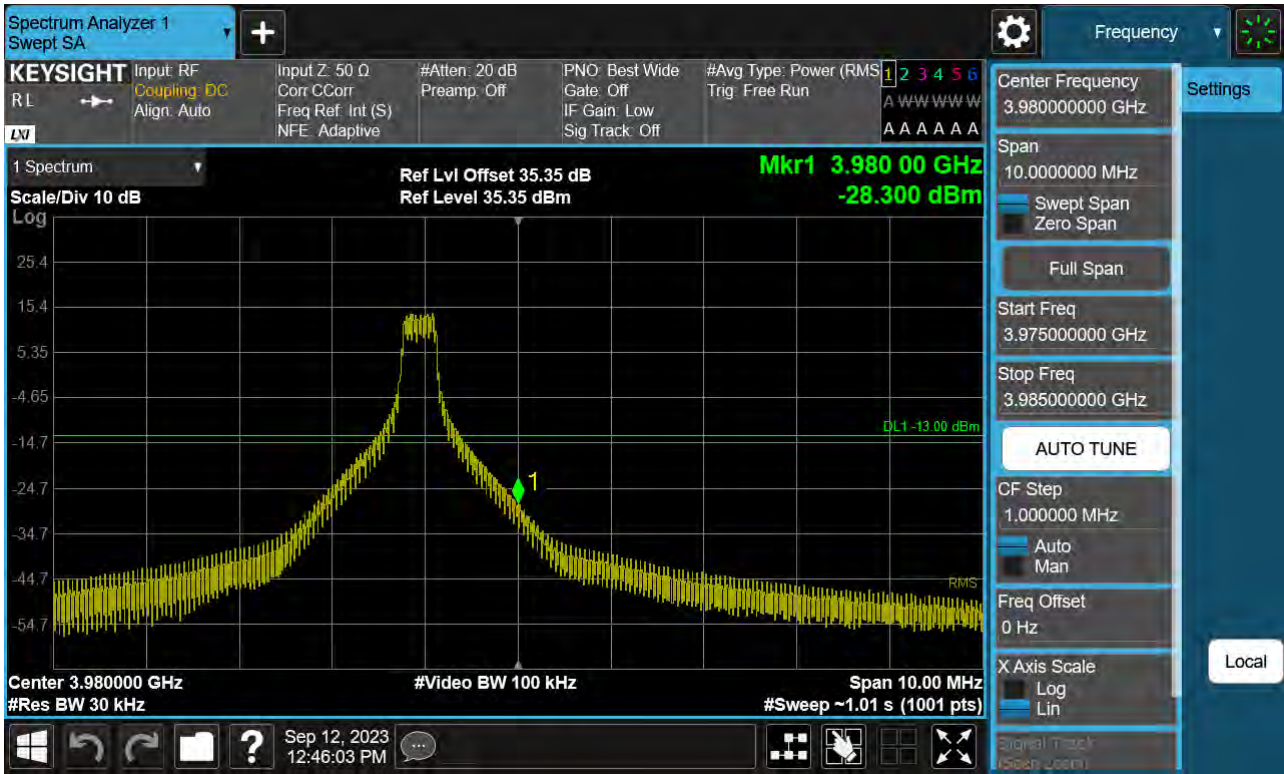 Spectrum Analyzer 1
Swept SA
+
Frequency
KEYSIGHT
RL
LXI
Input: RF
Coupling: DC
Align: Auto
Input Z: 50 Ω
Corr CCorr
Freq Ref: Int (S)
NFE: Adaptive
#Atten: 20 dB
Preamp: Off
PNO: Best Wide
Gate: Off
IF Gain: Low
Sig Track: Off
#Avg Type: Power (RMS
Trig: Free Run
1 2 3 4 5 6
A W W W W W
A A A A A A
1 Spectrum
Scale/Div 10 dB
Log
Ref Lvl Offset 35.35 dB
Ref Level 35.35 dBm
Mkr1 3.980 00 GHz
-28.300 dBm
25.4
15.4
5.35
-4.65
-14.7
-24.7
-34.7
-44.7
-54.7
DL1 -13.00 dBm
1
RMS
Center 3.980000 GHz
#Res BW 30 kHz
#Video BW 100 kHz
Span 10.00 MHz
#Sweep ~1.01 s (1001 pts)
Center Frequency
3.980000000 GHz
Span
10.0000000 MHz
Swept Span
Zero Span
Full Span
Start Freq
3.975000000 GHz
Stop Freq
3.985000000 GHz
AUTO TUNE
CF Step
1.000000 MHz
Auto
Man
Freq Offset
0 Hz
X Axis Scale
Log
Lin
Signal Track
(Span Zoom)
Settings
Local
?
Sep 12, 2023
12:46:03 PM